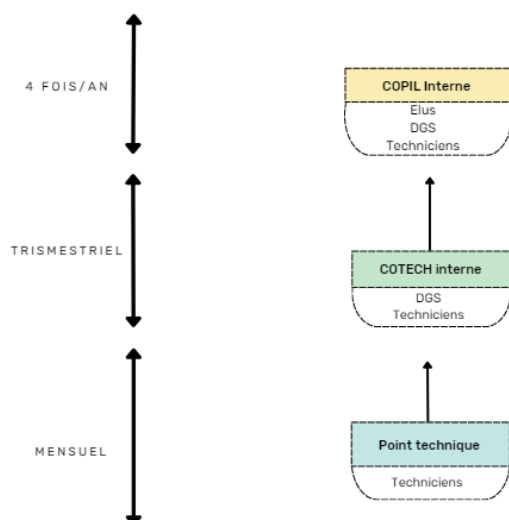 4 FOIS/AN
COPIL Interne
Elus
DGS
Techniciens
TRISMESTRIEL
COTECH interne
DGS
Techniciens
MENSUEL
Point technique
Techniciens